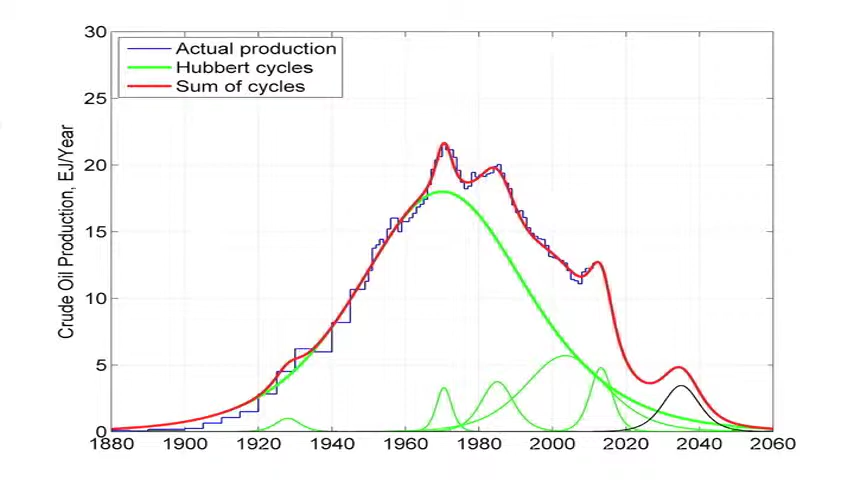 30
Actual production
Hubbert cycles
Sum of cycles
25
20
15
10
5
0
Crude Oil Production, EJ/Year
1880 1900 1920 1940 1960 1980 2000 2020 2040 2060